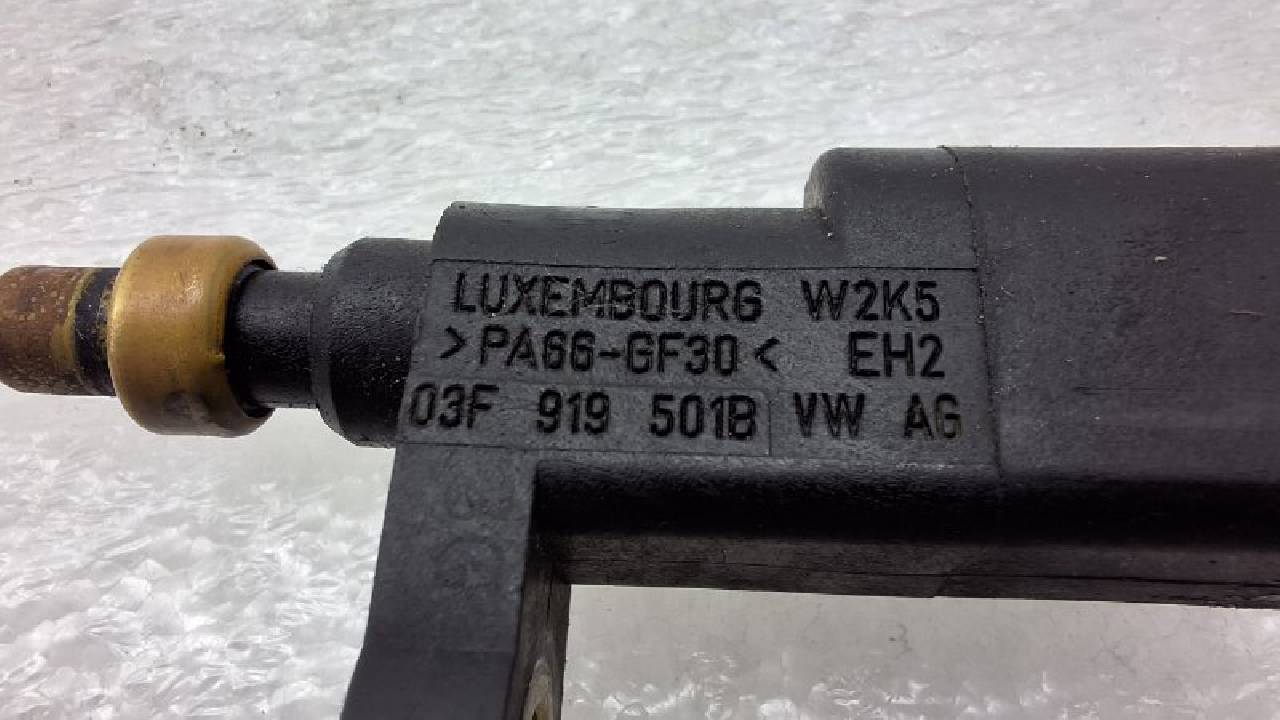 LUXEMBOURG W2K5
>PA66-GF30< EH2
03F 919 501B VW AG